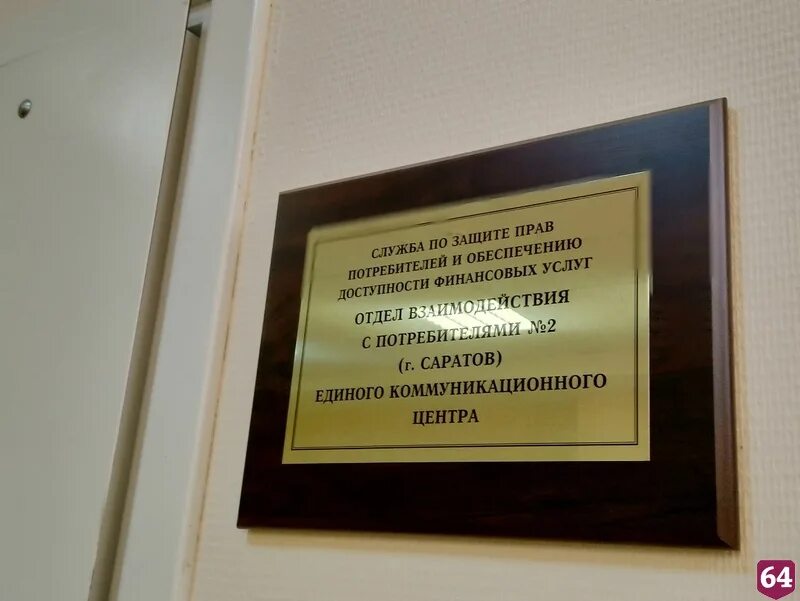 СЛУЖБА ПО ЗАЩИТЕ ПРАВ
ПОТРЕБИТЕЛЕЙ И ОБЕСПЕЧЕНИЮ
ДОСТУПНОСТИ ФИНАНСОВЫХ УСЛУГ
ОТДЕЛ ВЗАИМОДЕЙСТВИЯ
С ПОТРЕБИТЕЛЯМИ №2
(г. САРАТОВ)
ЕДИНОГО КОММУНИКАЦИОННОГО
ЦЕНТРА
64